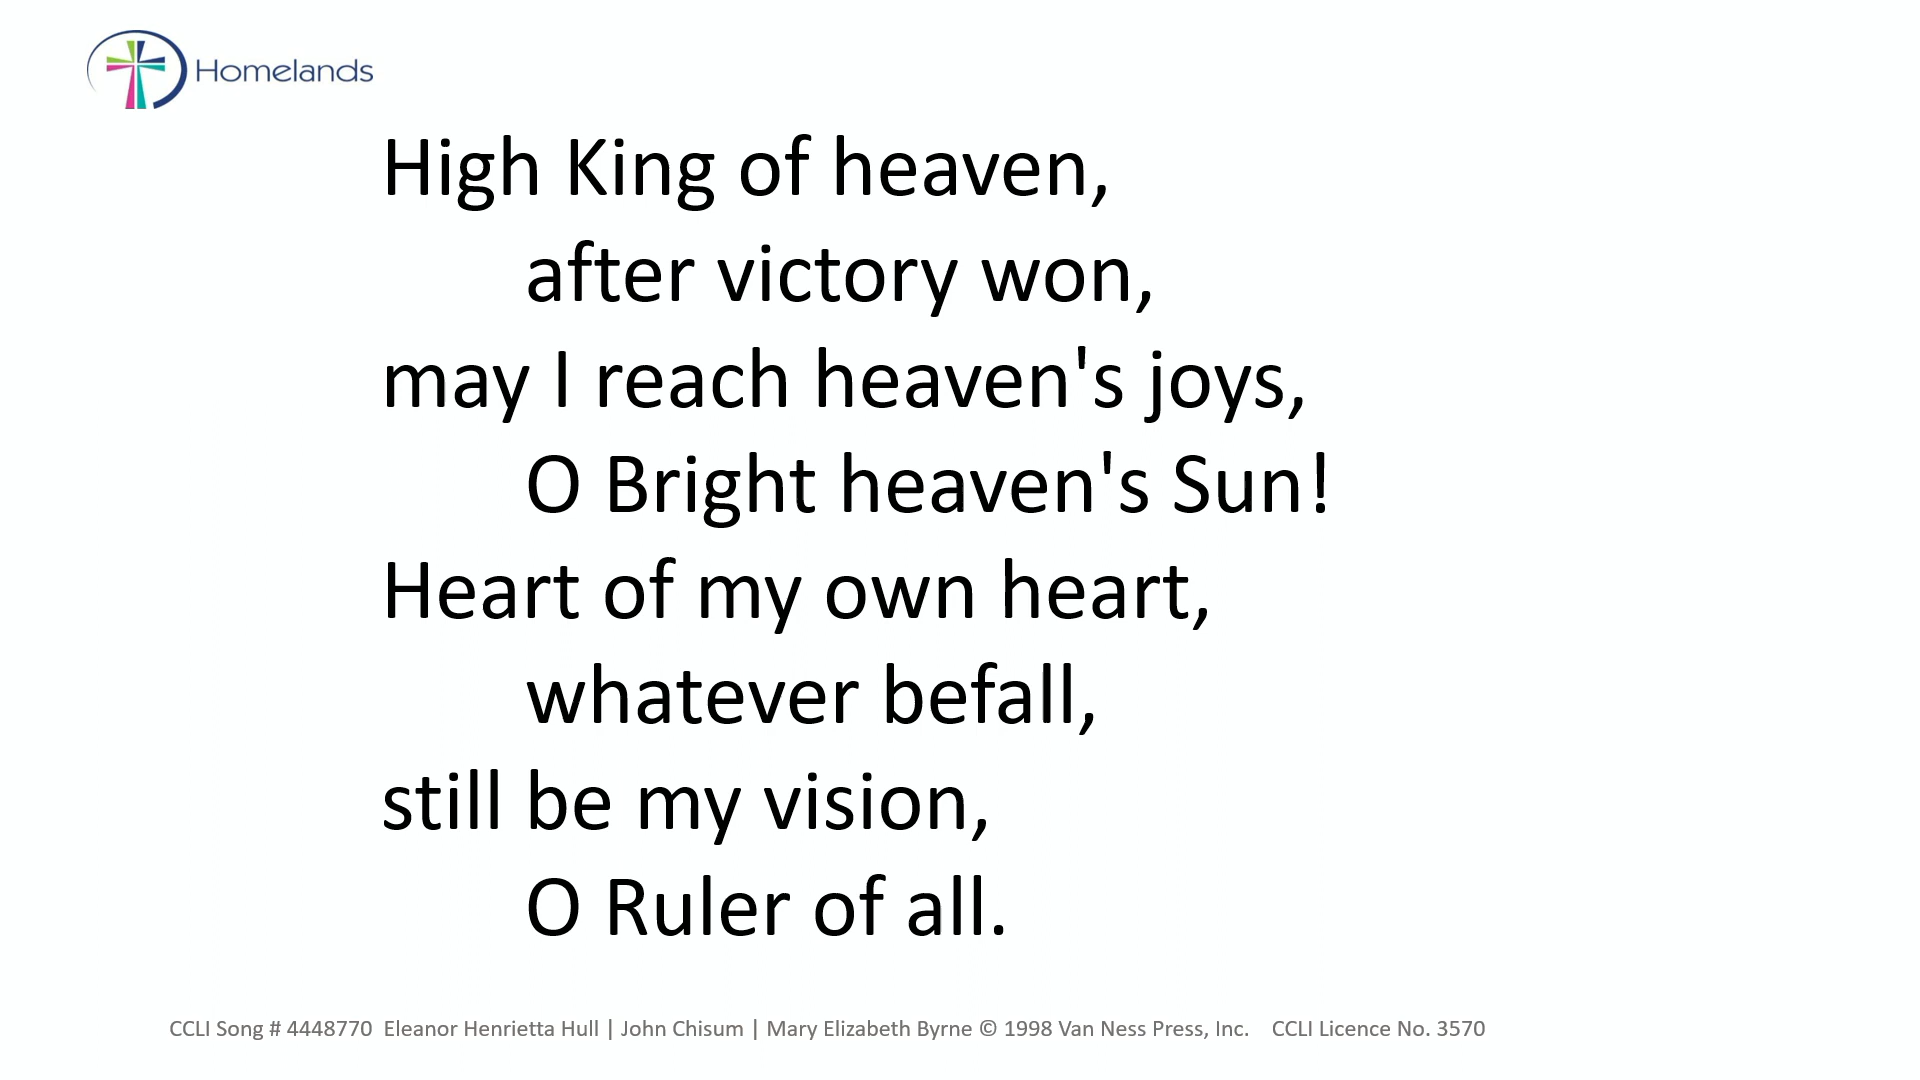 Homelands
High King of heaven,
after victory won,
may I reach heaven's joys,
O Bright heaven's Sun!
Heart of my own heart,
whatever befall,
still be my vision,
O Ruler of all.
CCLI Song # 4448770  Eleanor Henrietta Hull | John Chisum | Mary Elizabeth Byrne © 1998 Van Ness Press, Inc.    CCLI Licence No. 3570